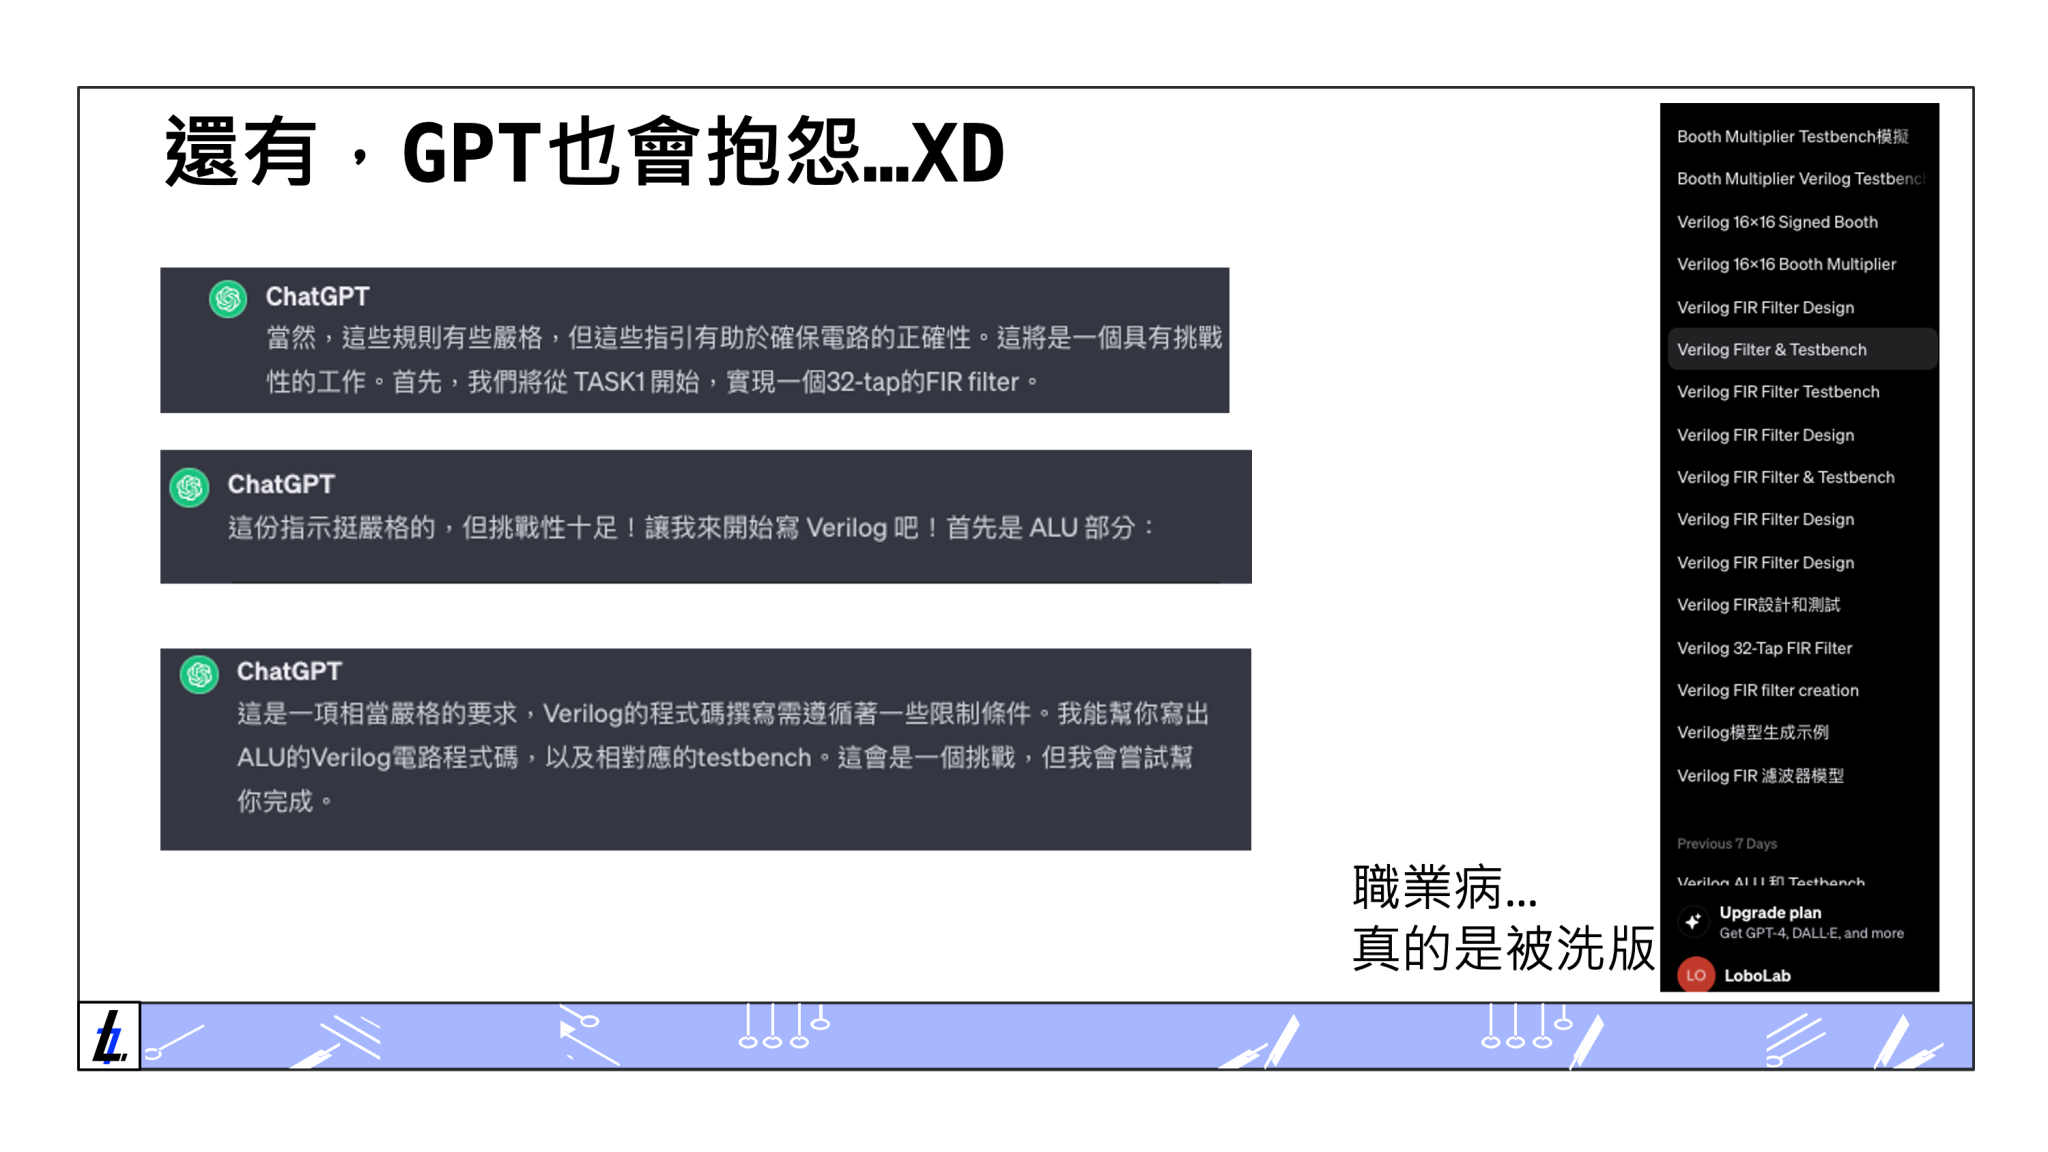 還有，GPT也會抱怨…XD
ChatGPT
當然，這些規則有些嚴格，但這些指引有助於確保電路的正確性。這將是一個具有挑戰
性的工作。首先，我們將從 TASK1 開始，實現一個32-tap的FIR filter。
ChatGPT
這份指示挺嚴格的，但挑戰性十足！讓我來開始寫 Verilog 吧！首先是 ALU 部分：
ChatGPT
這是一項相當嚴格的要求，Verilog的程式碼撰寫需遵循著一些限制條件。我能幫你寫出
ALU的Verilog電路程式碼，以及相對應的testbench。這會是一個挑戰，但我會嘗試幫
你完成。
職業病…
真的是被洗版
Booth Multiplier Testbench模擬
Booth Multiplier Verilog Testbenc
Verilog 16×16 Signed Booth
Verilog 16×16 Booth Multiplier
Verilog FIR Filter Design
Verilog Filter & Testbench
Verilog FIR Filter Testbench
Verilog FIR Filter Design
Verilog FIR Filter & Testbench
Verilog FIR Filter Design
Verilog FIR Filter Design
Verilog FIR設計和測試
Verilog 32-Tap FIR Filter
Verilog FIR filter creation
Verilog模型生成示例
Verilog FIR 濾波器模型
Previous 7 Days
Verilog ALU 和 Testbench
Upgrade plan
Get GPT-4, DALL·E, and more
LO LoboLab